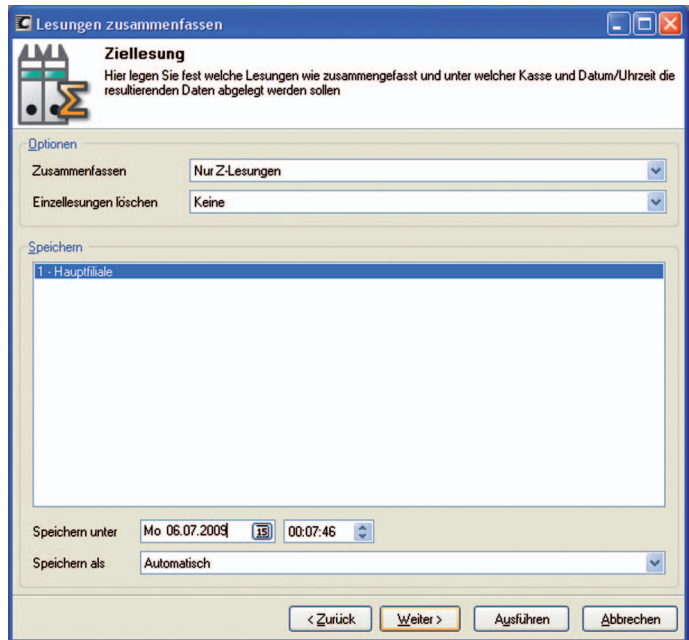 Lesungen zusammenfassen
Ziellesung
Hier legen Sie fest welche Lesungen wie zusammengefasst und unter welcher Kasse und Datum/Uhrzeit die
resultierenden Daten abgelegt werden sollen
Optionen
Zusammenfassen Nur Z-Lesungen
Einzellesungen löschen Keine
Speichern
1 - Hauptfiliale
Speichern unter Mo 06.07.2009 15 00:07:46
Speichern als Automatisch
< Zurück Weiter > Ausführen Abbrechen